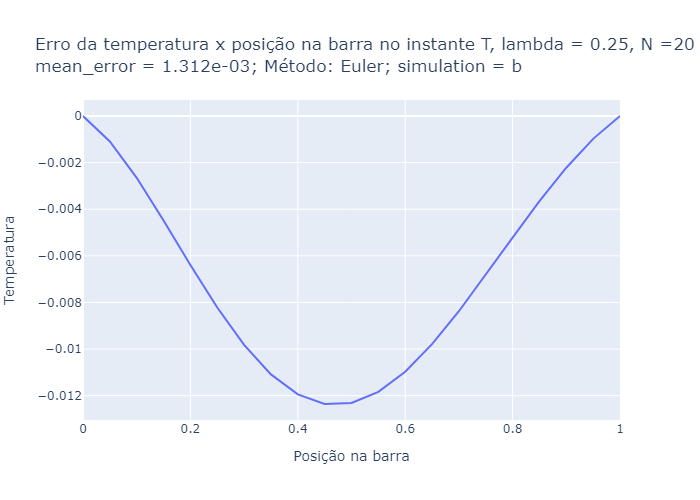 Erro da temperatura x posição na barra no instante T, lambda = 0.25, N =20
mean_error = 1.312e-03; Método: Euler; simulation = b
0
−0.002
−0.004
−0.006
−0.008
−0.01
−0.012
Temperatura
0 0.2 0.4 0.6 0.8 1
Posição na barra